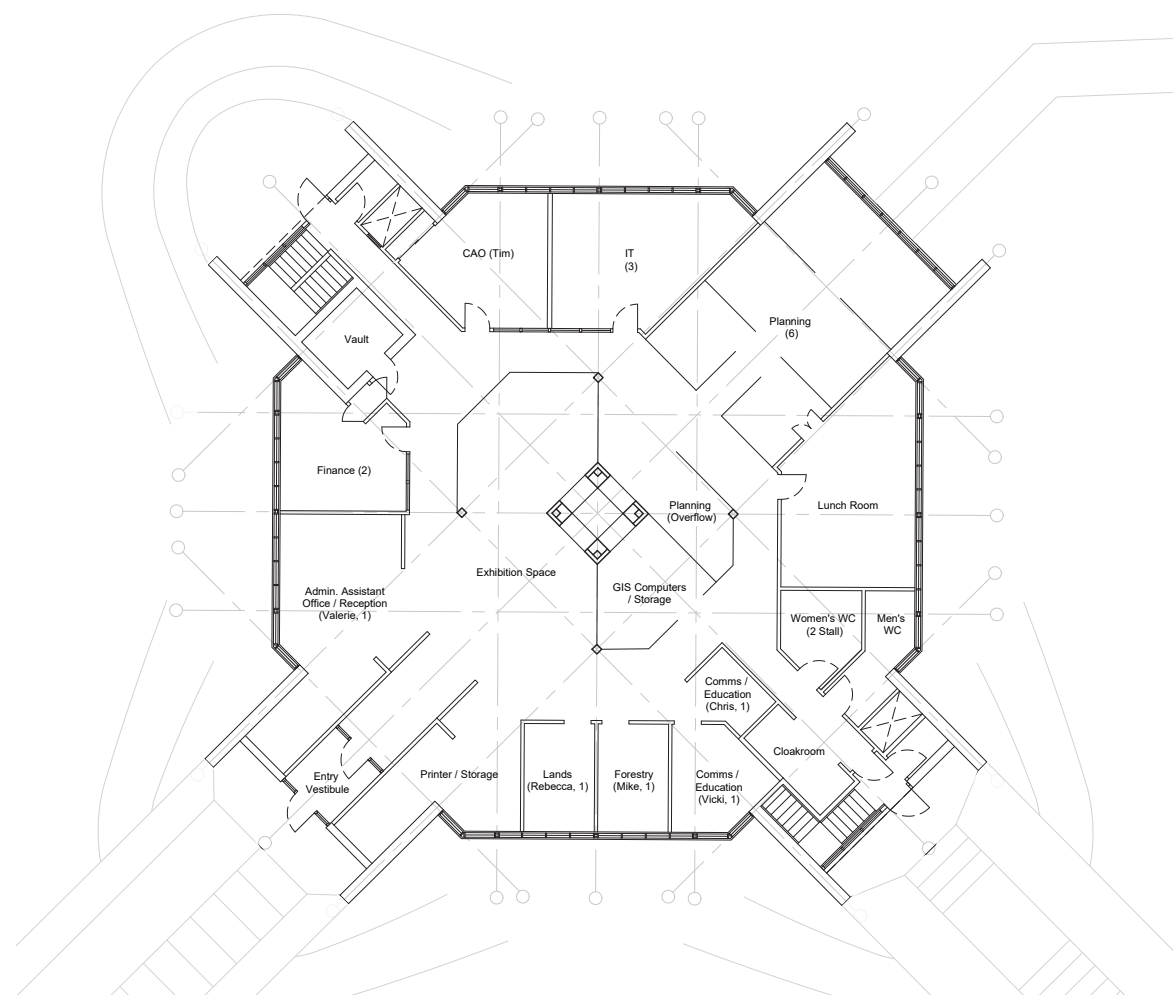 CAO (Tim)
IT
(3)
Planning
(6)
Vault
Finance (2)
Planning
(Overflow)
Lunch Room
Exhibition Space
GIS Computers
/ Storage
Admin. Assistant
Office / Reception
(Valerie, 1)
Women's WC
(2 Stall)
Men's
WC
Comms /
Education
(Chris, 1)
Cloakroom
Entry
Vestibule
Printer / Storage
Lands
(Rebecca, 1)
Forestry
(Mike, 1)
Comms /
Education
(Vicki, 1)